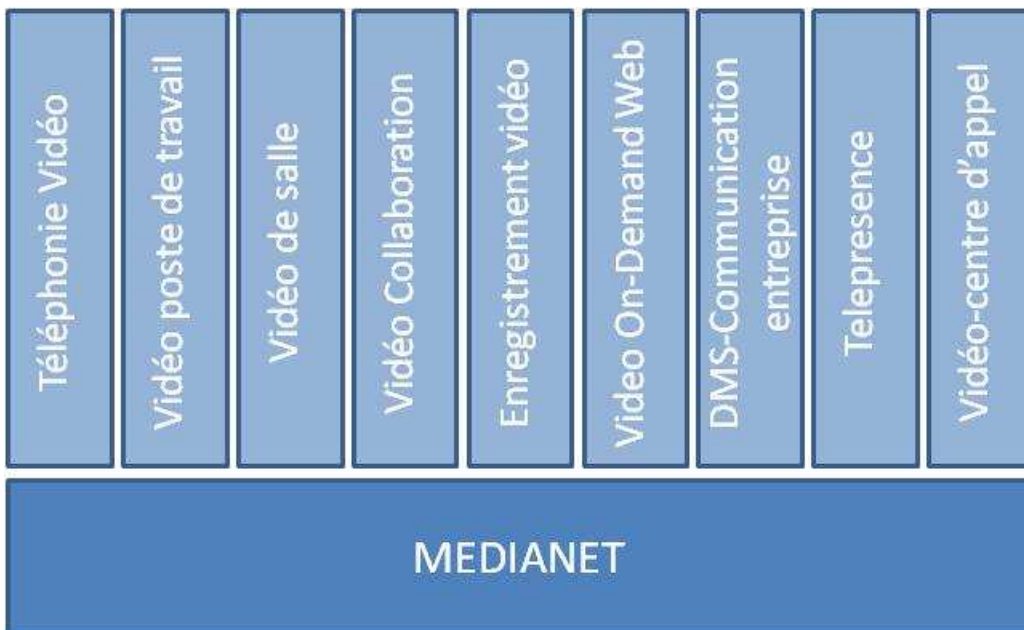 Téléphonie Vidéo
Vidéo poste de travail
Vidéo de salle
Vidéo Collaboration
Enregistrement vidéo
Video On-Demand Web
DMS-Communication
entreprise
Telepresence
Vidéo-centre d'appel
MEDIANET